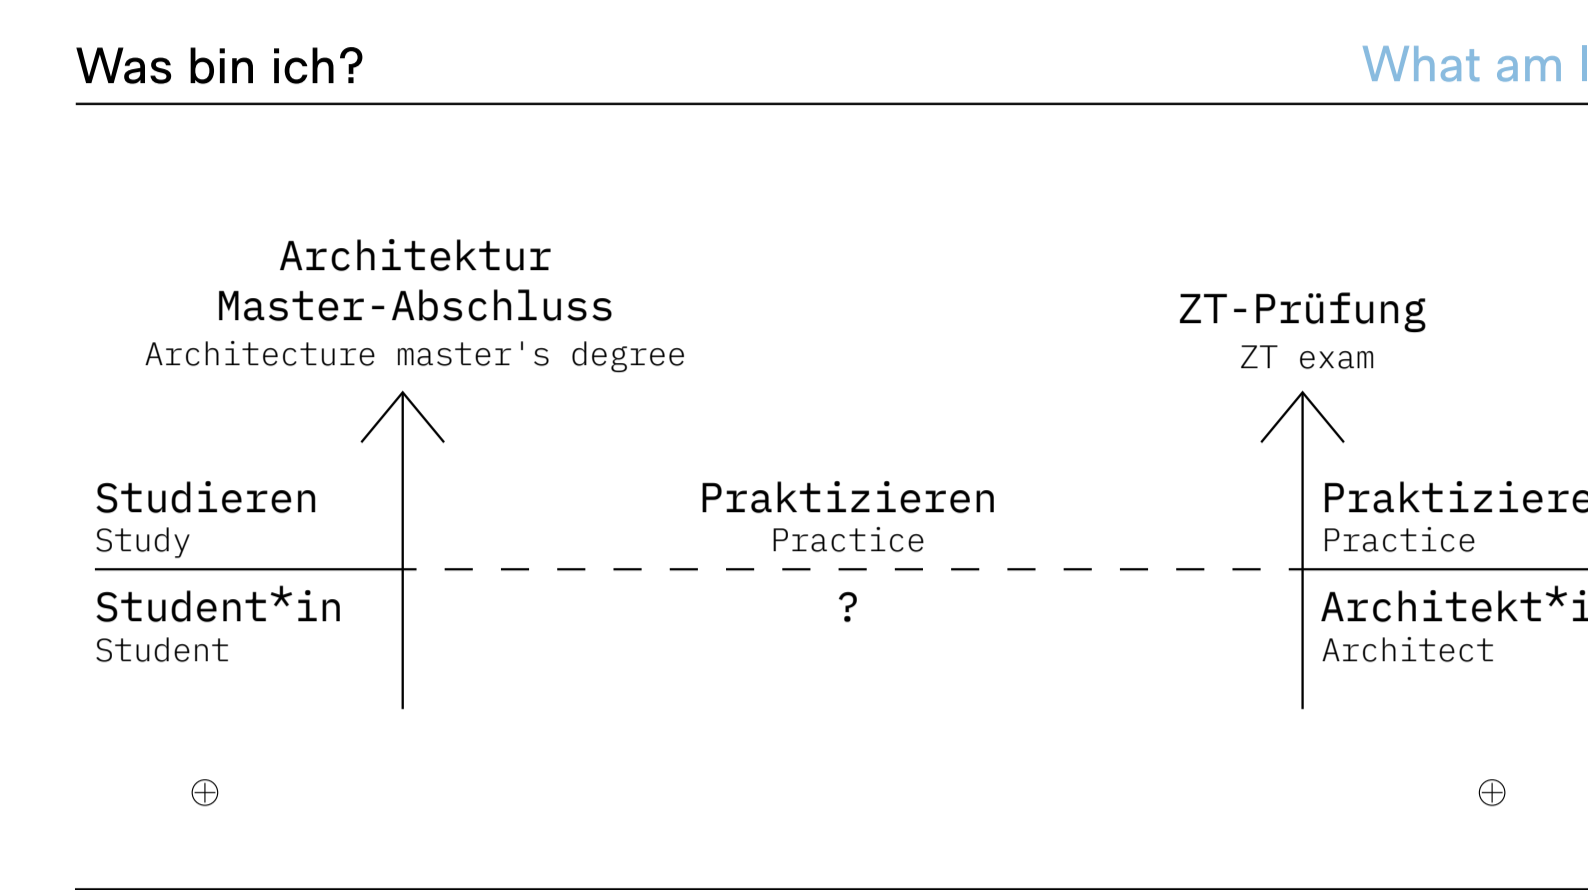 Was bin ich?
What am I
Architektur
Master-Abschluss
Architecture master's degree
ZT-Prüfung
ZT exam
Studieren
Study
Praktizieren
Practice
Praktiziere
Practice
Student*in
Student
?
Architekt*i
Architect